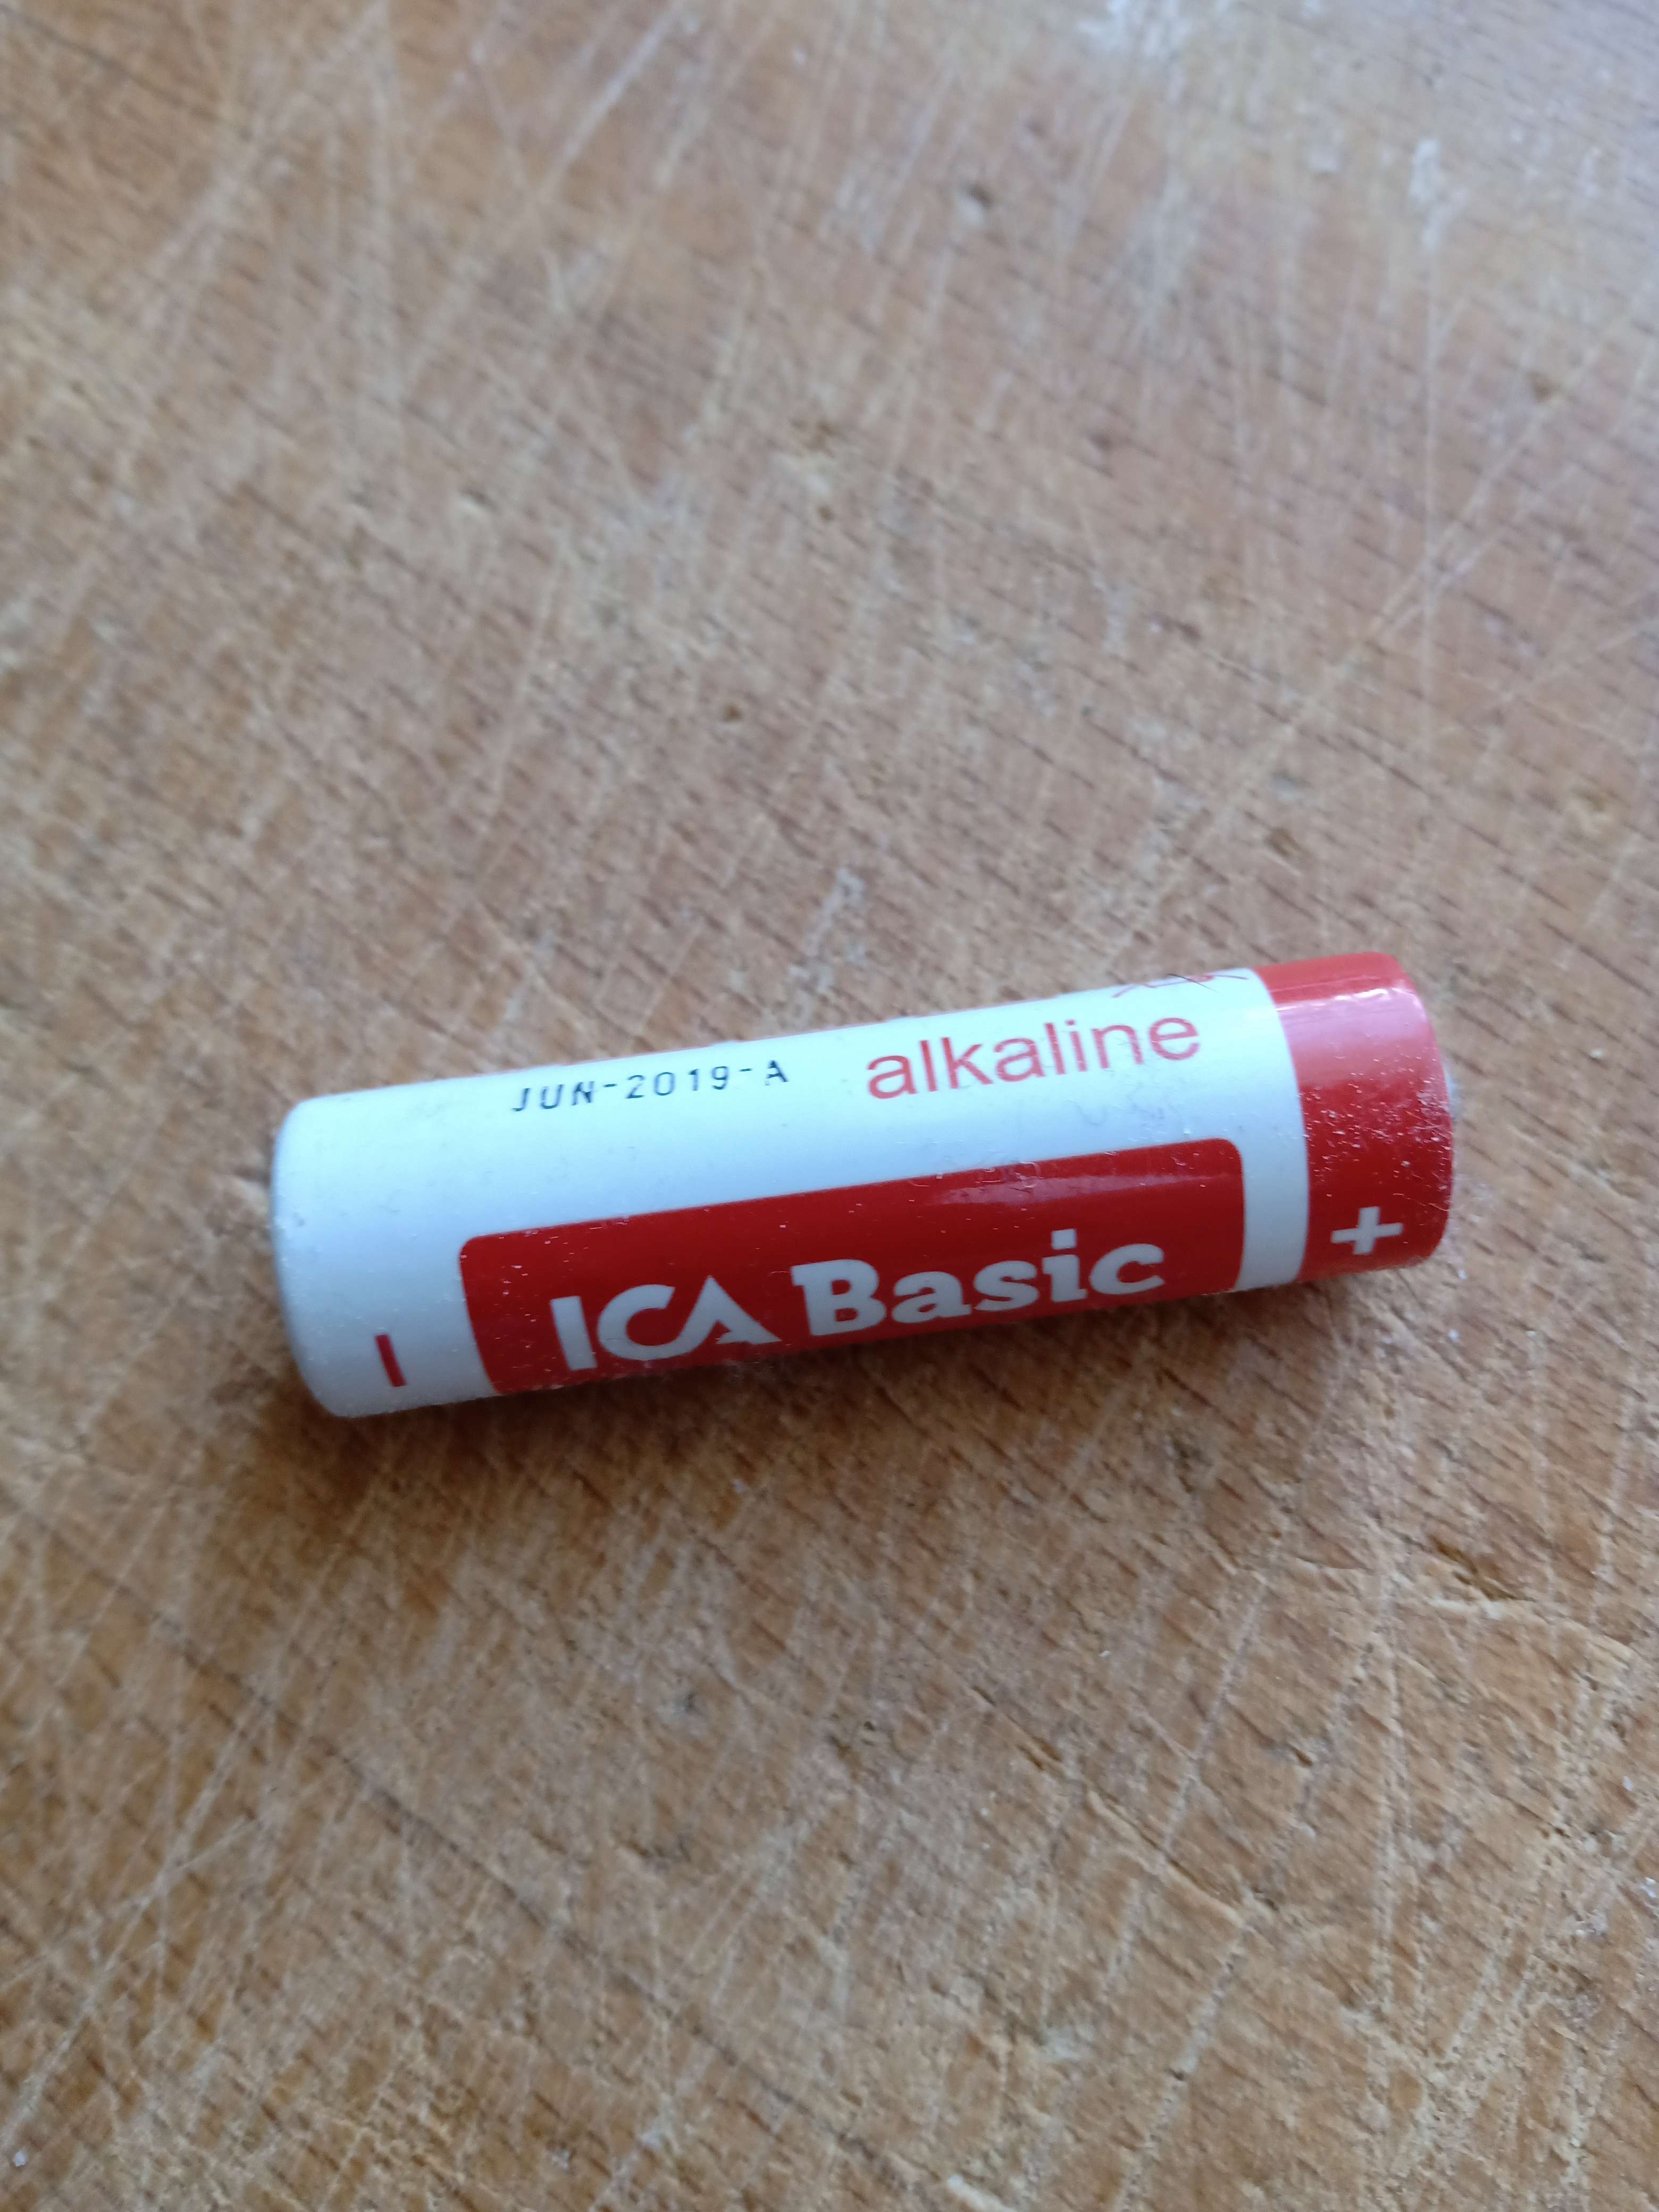 JUN-2019-A
alkaline
ICA Basic
+
-